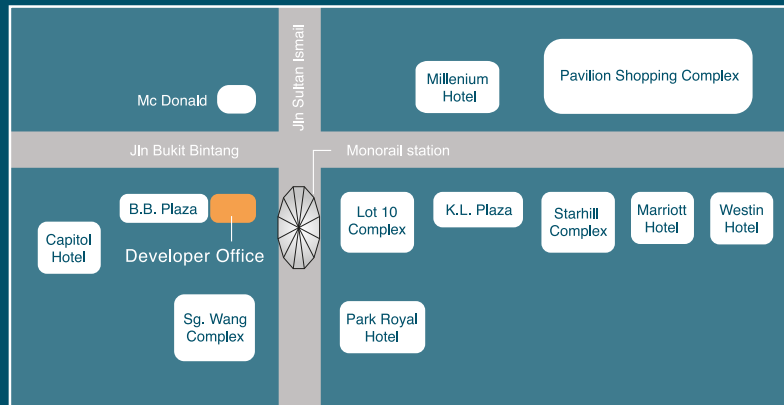 Jln Sultan Ismail
Millenium
Hotel
Pavilion Shopping Complex
Mc Donald
Jln Bukit Bintang
Monorail station
B.B. Plaza
Developer Office
Capitol
Hotel
Sg. Wang
Complex
Lot 10
Complex
K.L. Plaza
Starhill
Complex
Marriott
Hotel
Westin
Hotel
Park Royal
Hotel